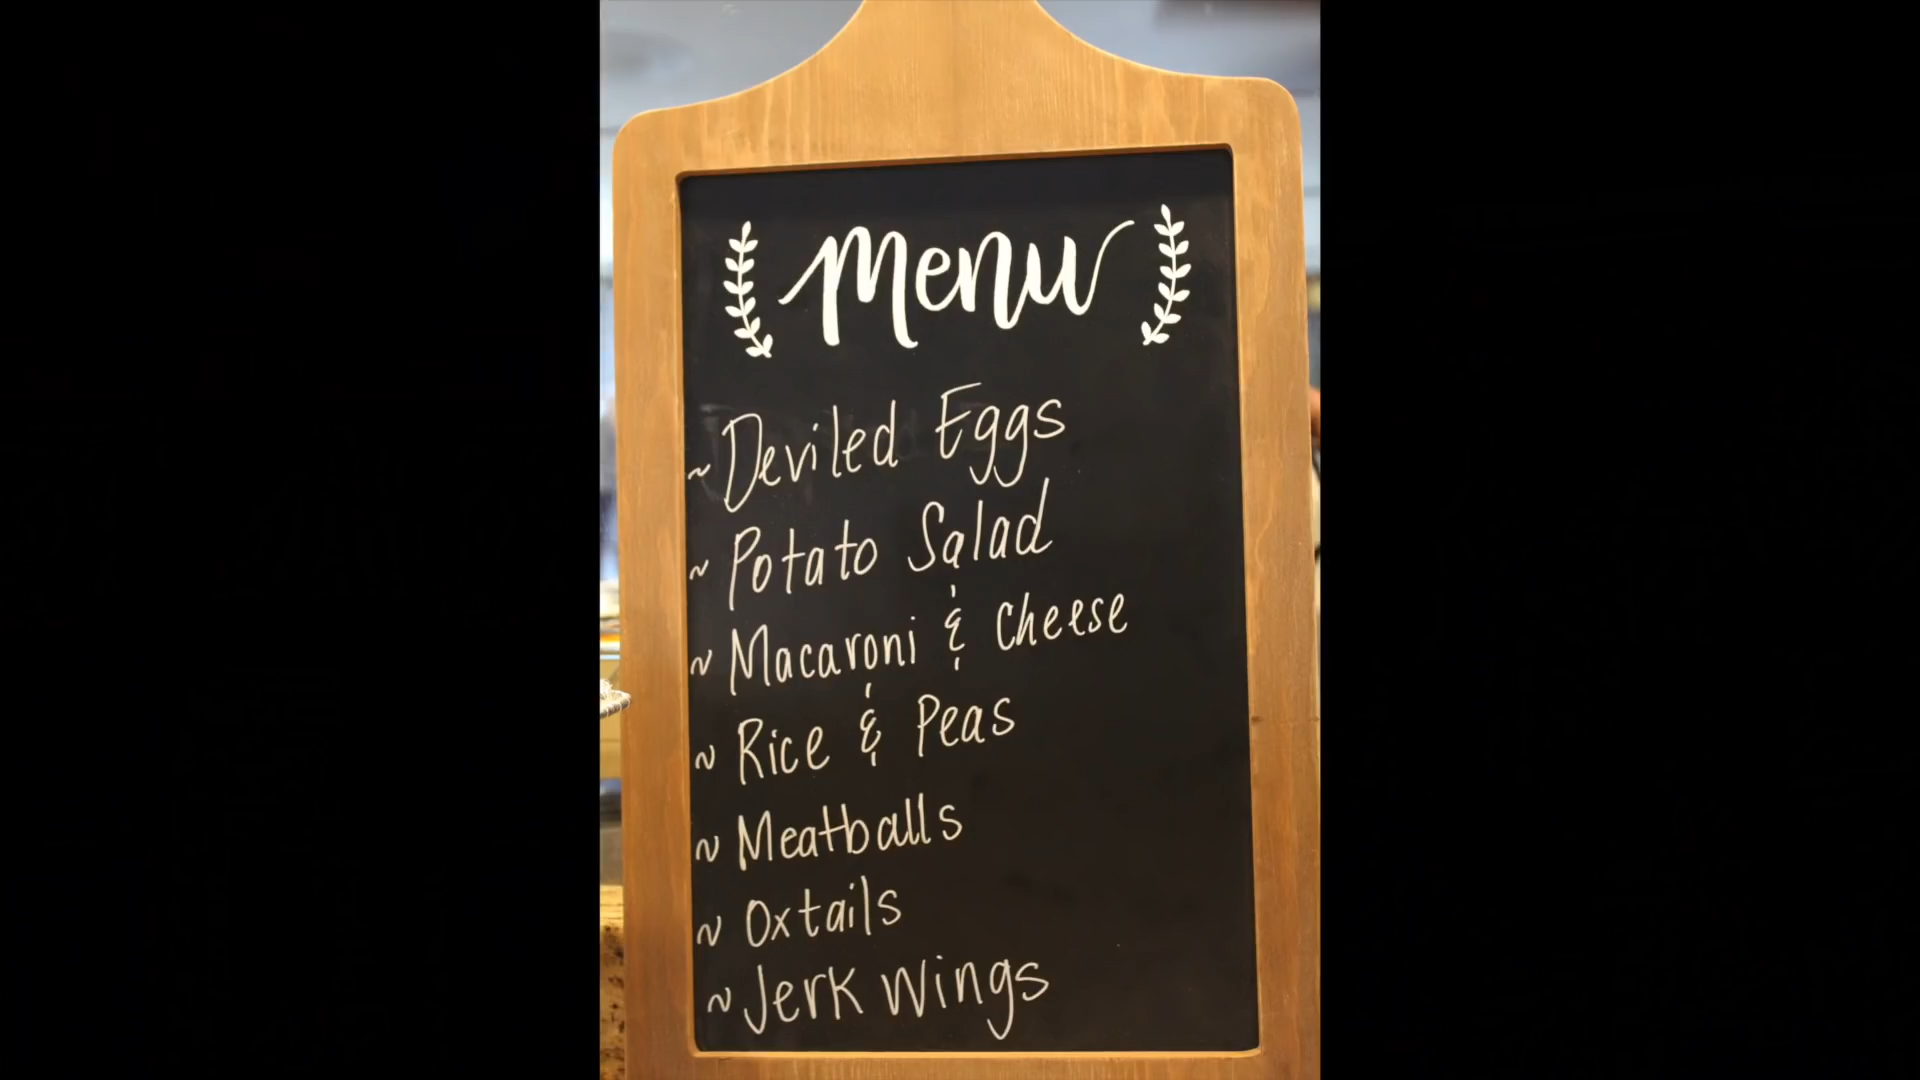 Menu
~ Deviled Eggs
~ Potato Salad
~ Macaroni & Cheese
~ Rice & Peas
~ Meatballs
~ Oxtails
~ Jerk Wings